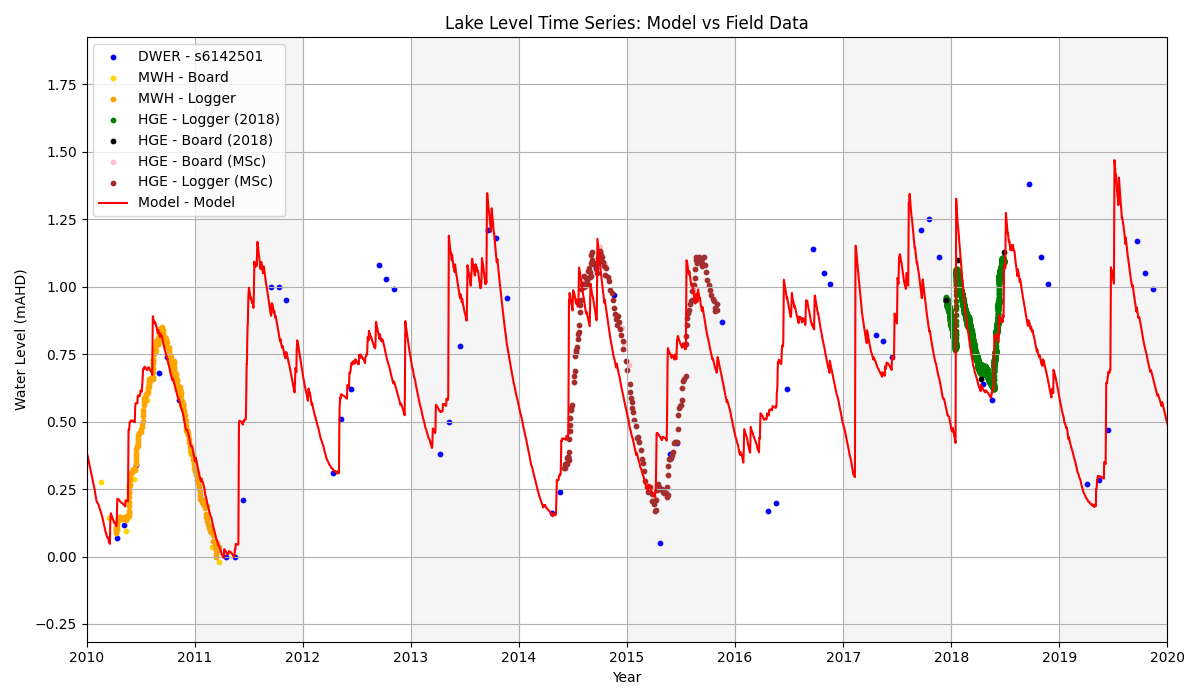 Lake Level Time Series: Model vs Field Data
DWER - s6142501
MWH - Board
MWH - Logger
HGE - Logger (2018)
HGE - Board (2018)
HGE - Board (MSc)
HGE - Logger (MSc)
Model - Model
Water Level (mAHD)
1.75
1.50
1.25
1.00
0.75
0.50
0.25
0.00
−0.25
2010 2011 2012 2013 2014 2015 2016 2017 2018 2019 2020
Year